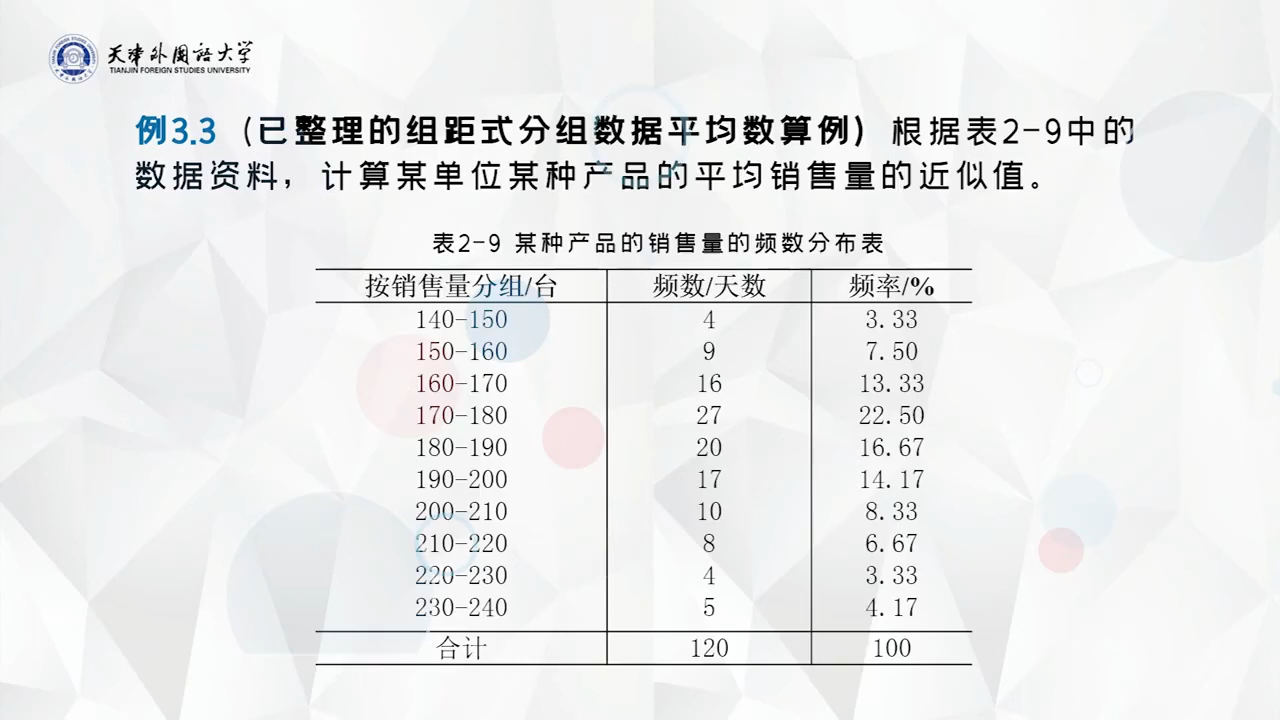 天津外国语大学
TIANJIN FOREIGN STUDIES UNIVERSITY
例3.3（已整理的组距式分组数据平均数算例）根据表2-9中的
数据资料，计算某单位某种产品的平均销售量的近似值。
表2-9 某种产品的销售量的频数分布表
按销售量分组/台 频数/天数 频率/%
140-150 4 3.33
150-160 9 7.50
160-170 16 13.33
170-180 27 22.50
180-190 20 16.67
190-200 17 14.17
200-210 10 8.33
210-220 8 6.67
220-230 4 3.33
230-240 5 4.17
合计 120 100